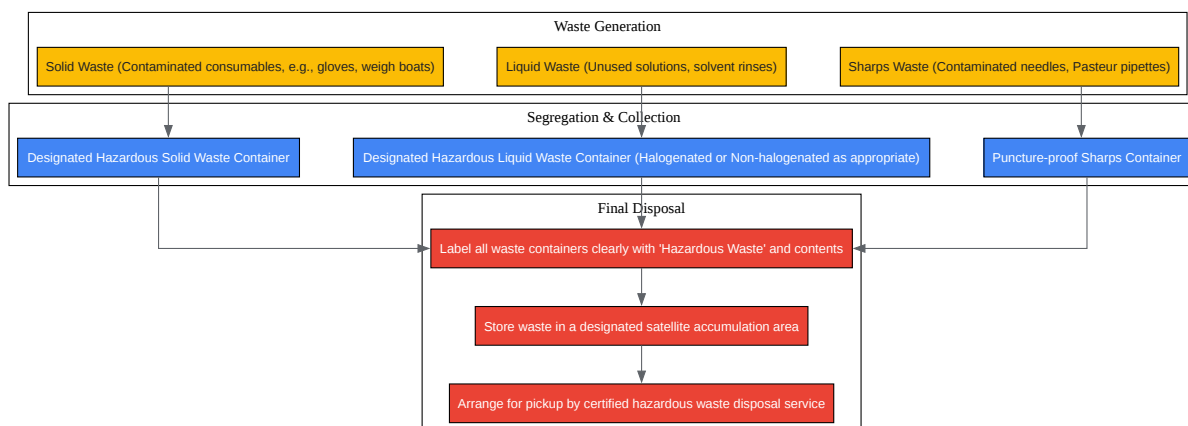 Waste Generation
Solid Waste (Contaminated consumables, e.g., gloves, weigh boats)
Liquid Waste (Unused solutions, solvent rinses)
Sharps Waste (Contaminated needles, Pasteur pipettes)
Segregation & Collection
Designated Hazardous Solid Waste Container
Designated Hazardous Liquid Waste Container (Halogenated or Non-halogenated as appropriate)
Puncture-proof Sharps Container
Final Disposal
Label all waste containers clearly with 'Hazardous Waste' and contents
Store waste in a designated satellite accumulation area
Arrange for pickup by certified hazardous waste disposal service